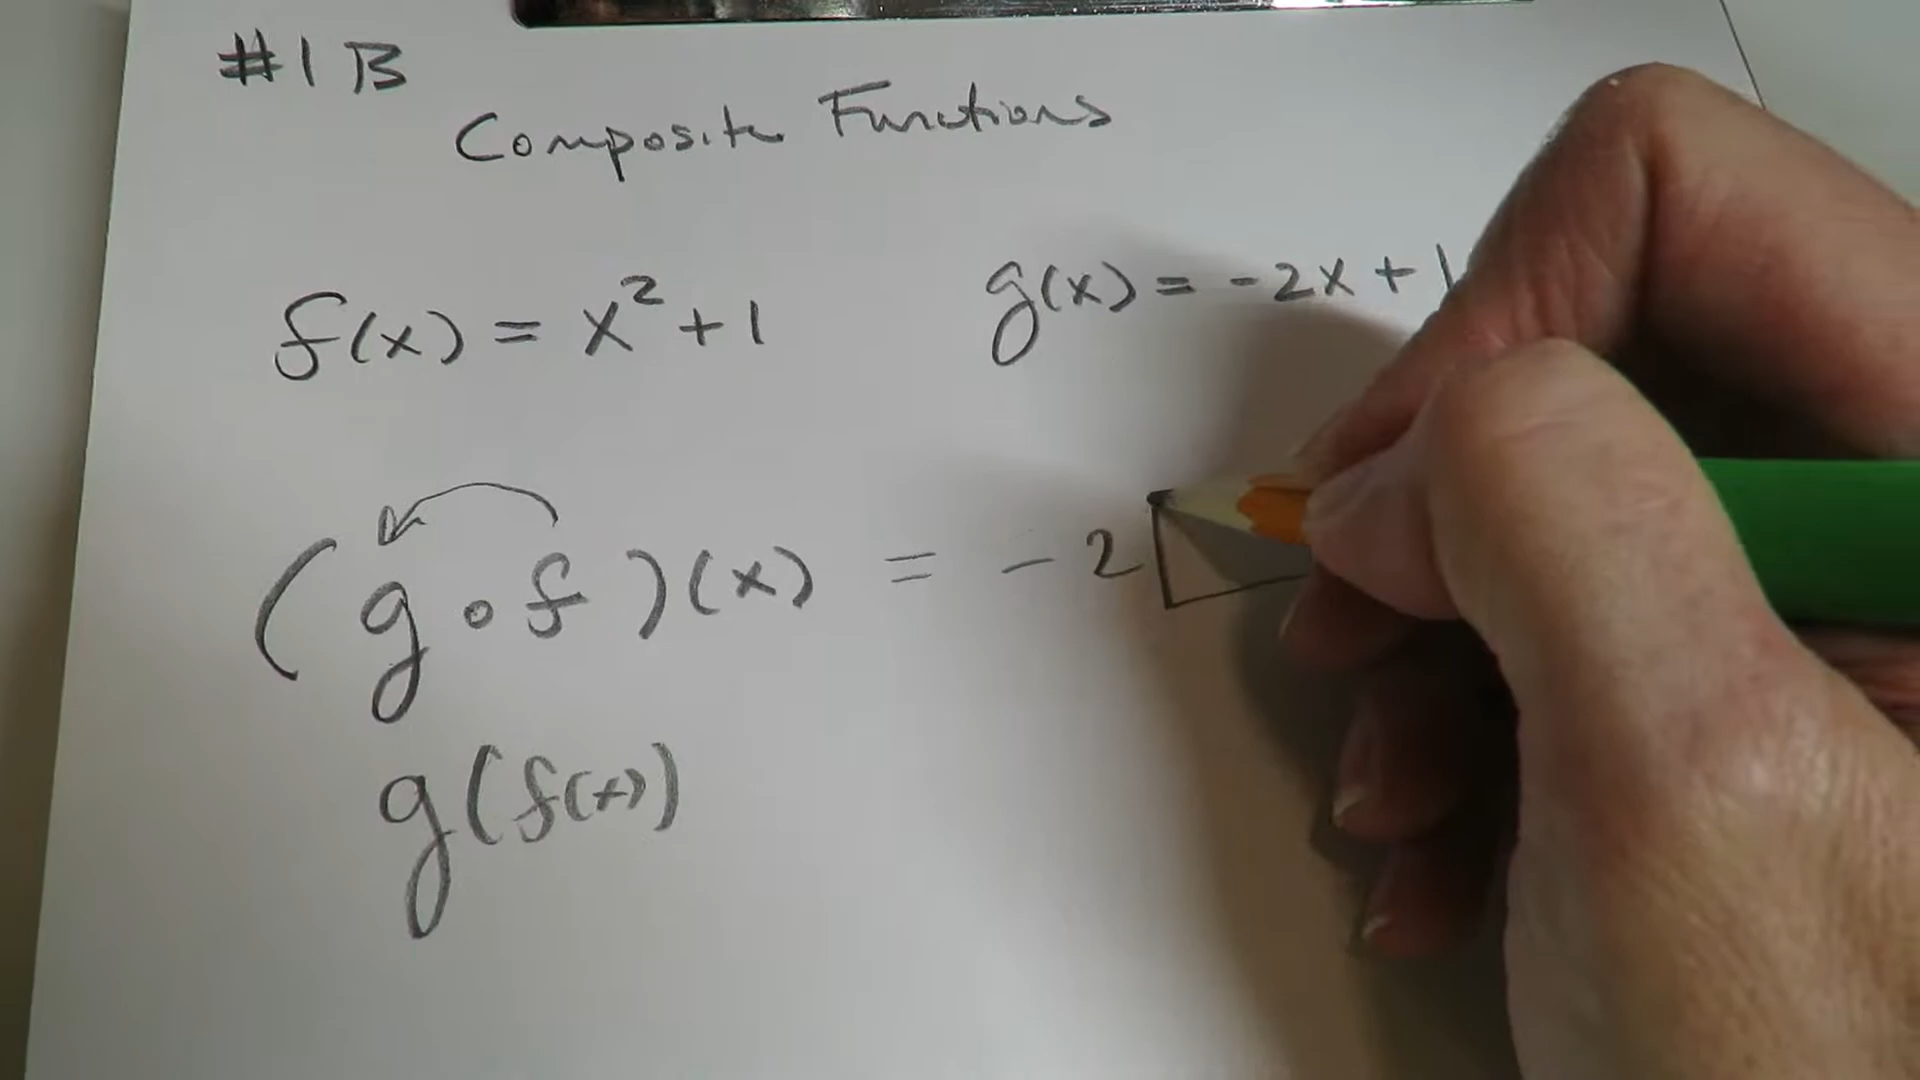 #1B
Composite Functions
f(x) = x² + 1
g(x) = -2x + 1
(g ∘ f)(x) = -2
g(f(x))